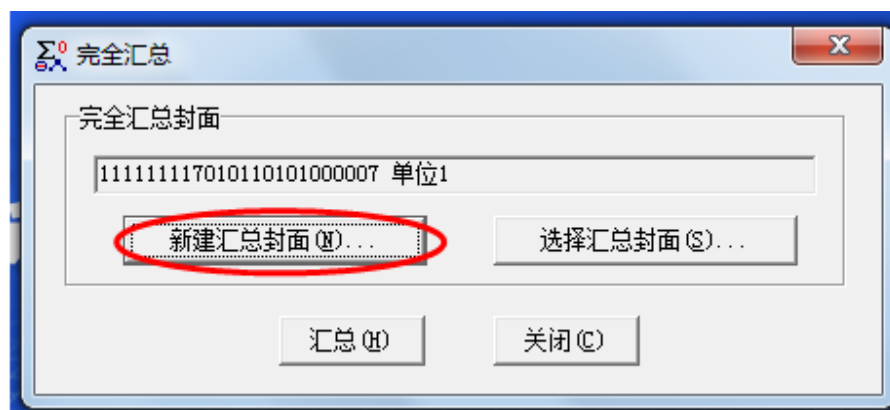 完全汇总
完全汇总封面
111111117010110101000007 单位1
新建汇总封面(N)... 选择汇总封面(S)...
汇总(H) 关闭(C)